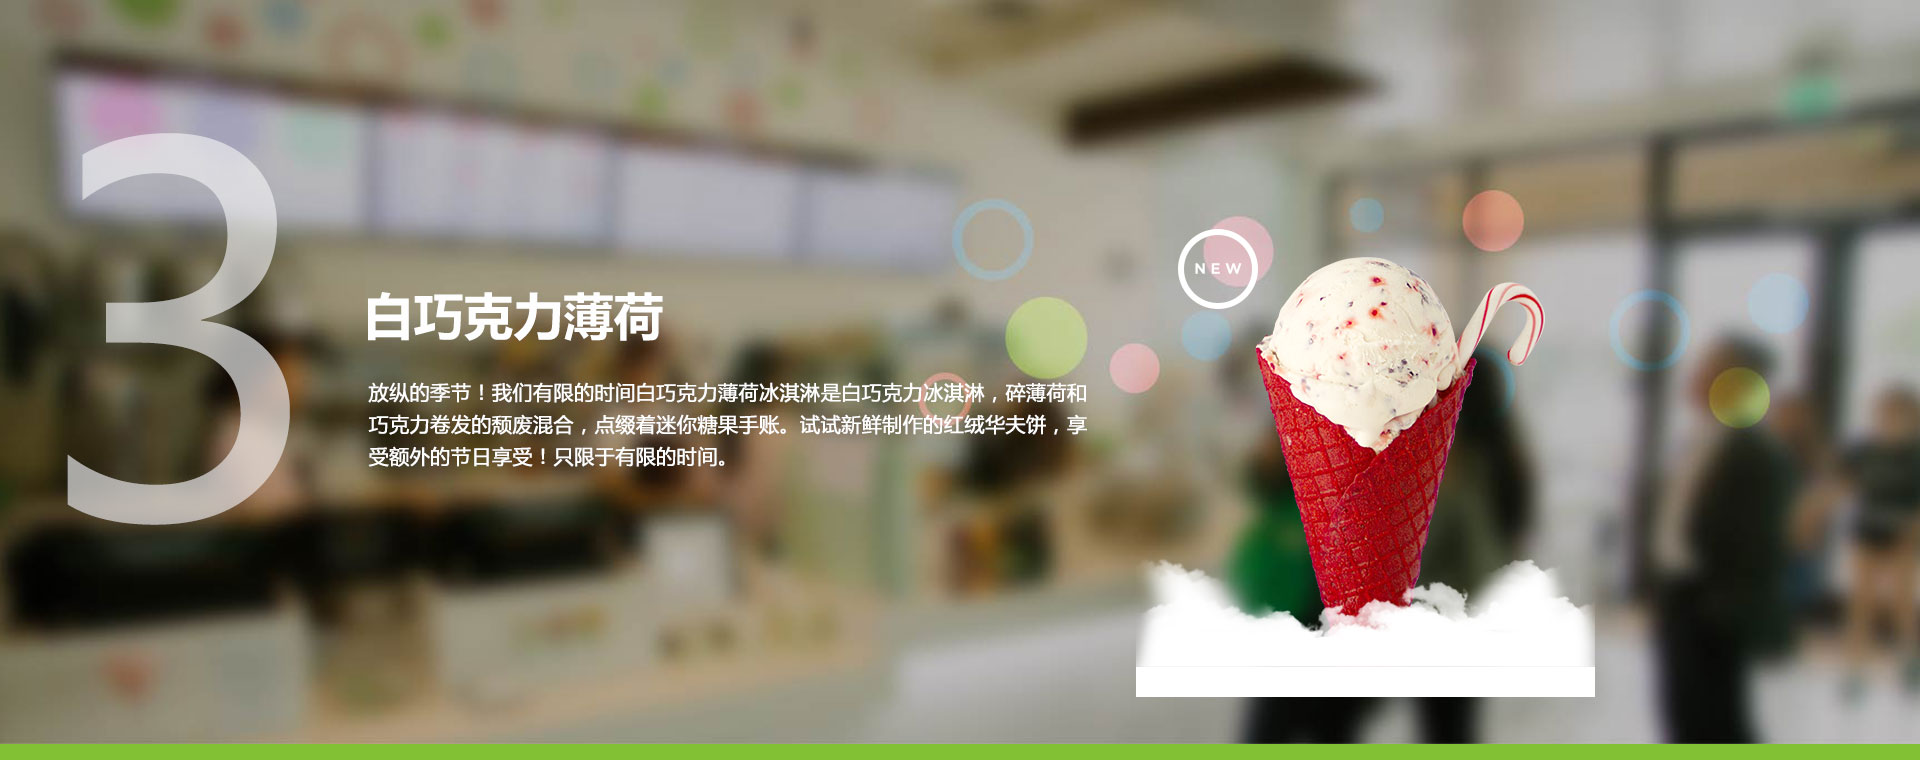 3
白巧克力薄荷
放纵的季节！我们有限的时间白巧克力薄荷冰淇淋是白巧克力冰淇淋，碎薄荷和
巧克力卷发的颓废混合，点缀着迷你糖果手账。试试新鲜制作的红绒华夫饼，享
受额外的节日享受！只限于有限的时间。
NEW